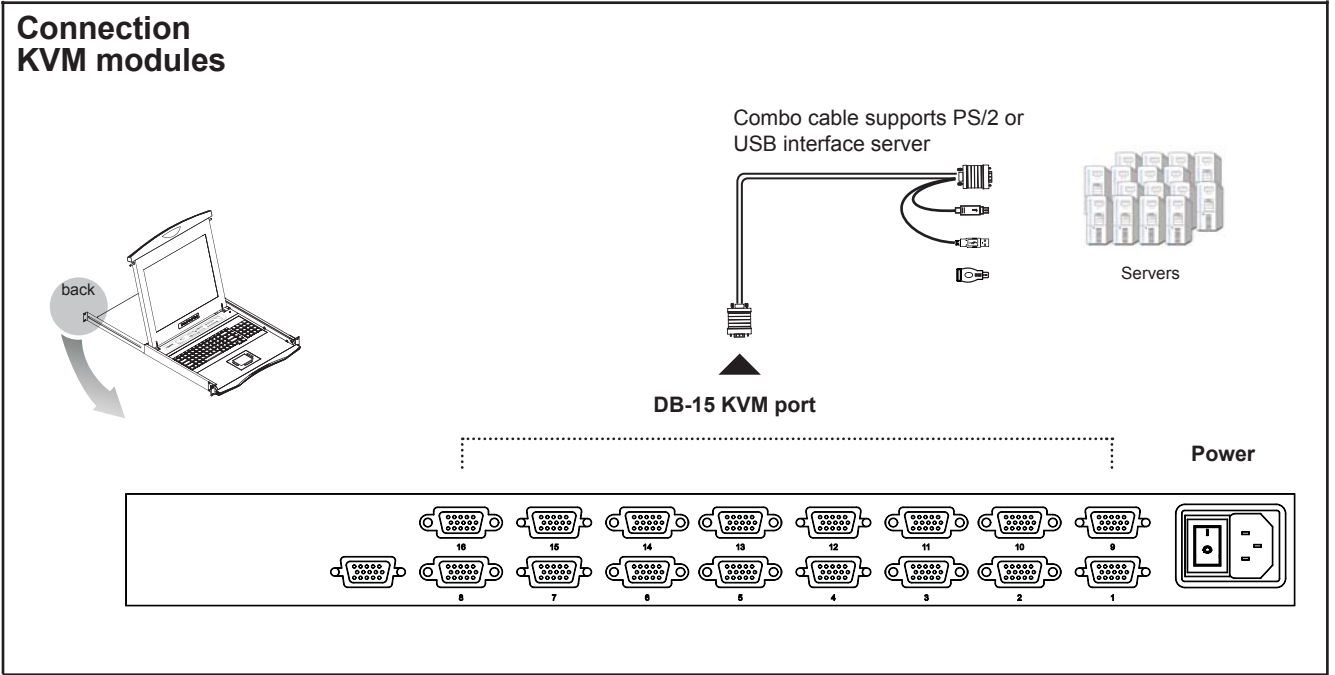 Connection
KVM modules
Combo cable supports PS/2 or
USB interface server
back
Servers
DB-15 KVM port
Power
16 15 14 13 12 11 10 9
8 7 6 5 4 3 2 1